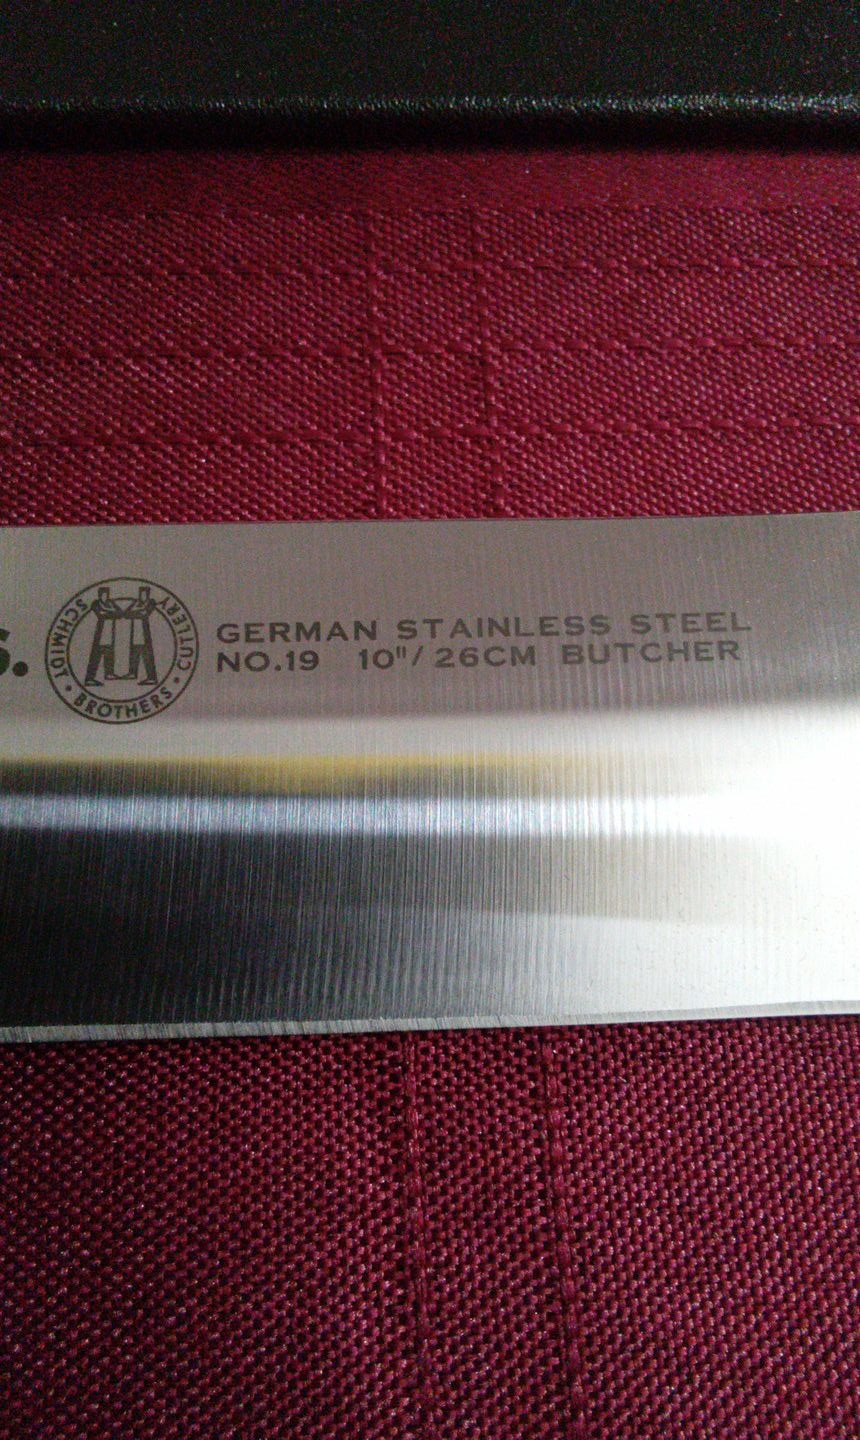 S.
SCHMIDT · BROTHERS · CUTLERY
GERMAN STAINLESS STEEL
NO.19 10"/26CM BUTCHER